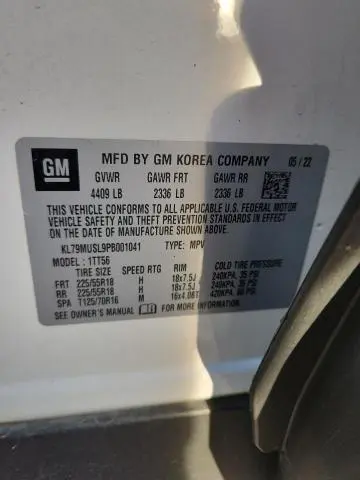 GM MFD BY GM KOREA COMPANY 05/22
GVWR GAWR FRT GAWR RR
4409 LB 2336 LB 2336 LB
THIS VEHICLE CONFORMS TO ALL APPLICABLE U.S. FEDERAL MOTOR
VEHICLE SAFETY AND THEFT PREVENTION STANDARDS IN EFFECT
ON THE DATE OF MANUFACTURE SHOWN ABOVE.
KL79MUSL9PB001041 TYPE: MPV
MODEL: 1TT56
TIRE SIZE SPEED RTG RIM COLD TIRE PRESSURE
FRT 225/55R18 H 18x7.5J 240KPA, 35 PSI
RR 225/55R18 H 18x7.5J 240KPA, 35 PSI
SPA T125/70R16 M 16x4.0BT 420KPA, 60 PSI
SEE OWNER'S MANUAL FOR MORE INFORMATION